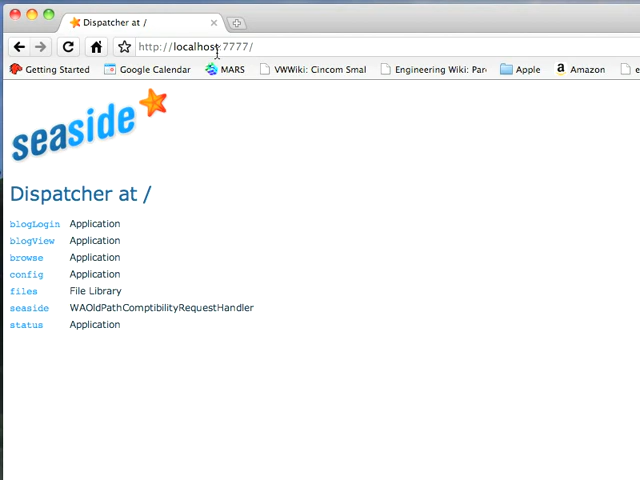 Dispatcher at /
http://localhost:7777/
Getting Started Google Calendar MARS VWWiki: Cincom Smal Engineering Wiki: Par Apple Amazon
seaside
Dispatcher at /
blogLogin Application
blogView Application
browse Application
config Application
files File Library
seaside WAOldPathComptibilityRequestHandler
status Application